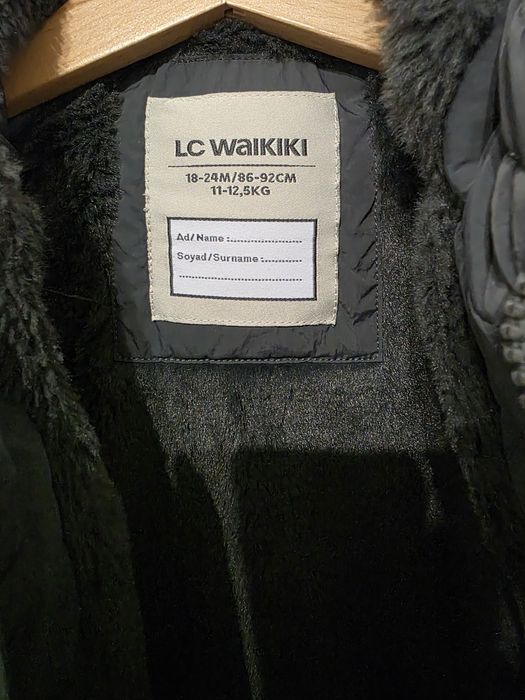 LC WAIKIKI
18-24M/86-92CM
11-12,5KG
Ad/Name :......................
Soyad/Surname :............
......................................